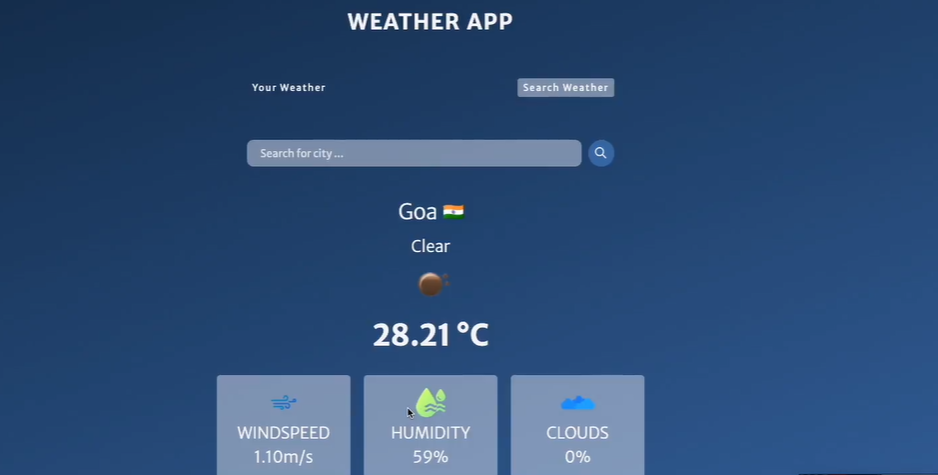 WEATHER APP
Your Weather
Search Weather
Search for city ...
Goa
Clear
28.21 °C
WINDSPEED
1.10m/s
HUMIDITY
59%
CLOUDS
0%